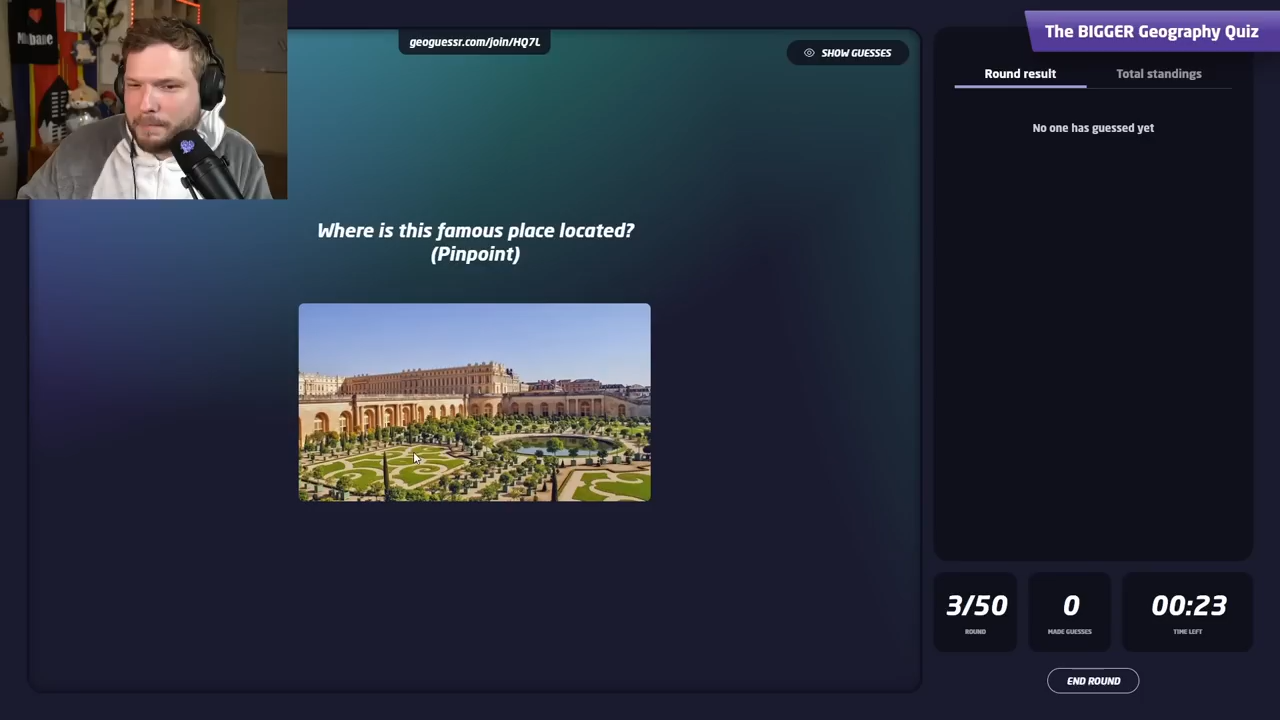 geoguessr.com/join/HQ7L
SHOW GUESSES
The BIGGER Geography Quiz
Round result
Total standings
No one has guessed yet
Where is this famous place located?
(Pinpoint)
3/50
ROUND
0
MADE GUESSES
00:23
TIME LEFT
END ROUND